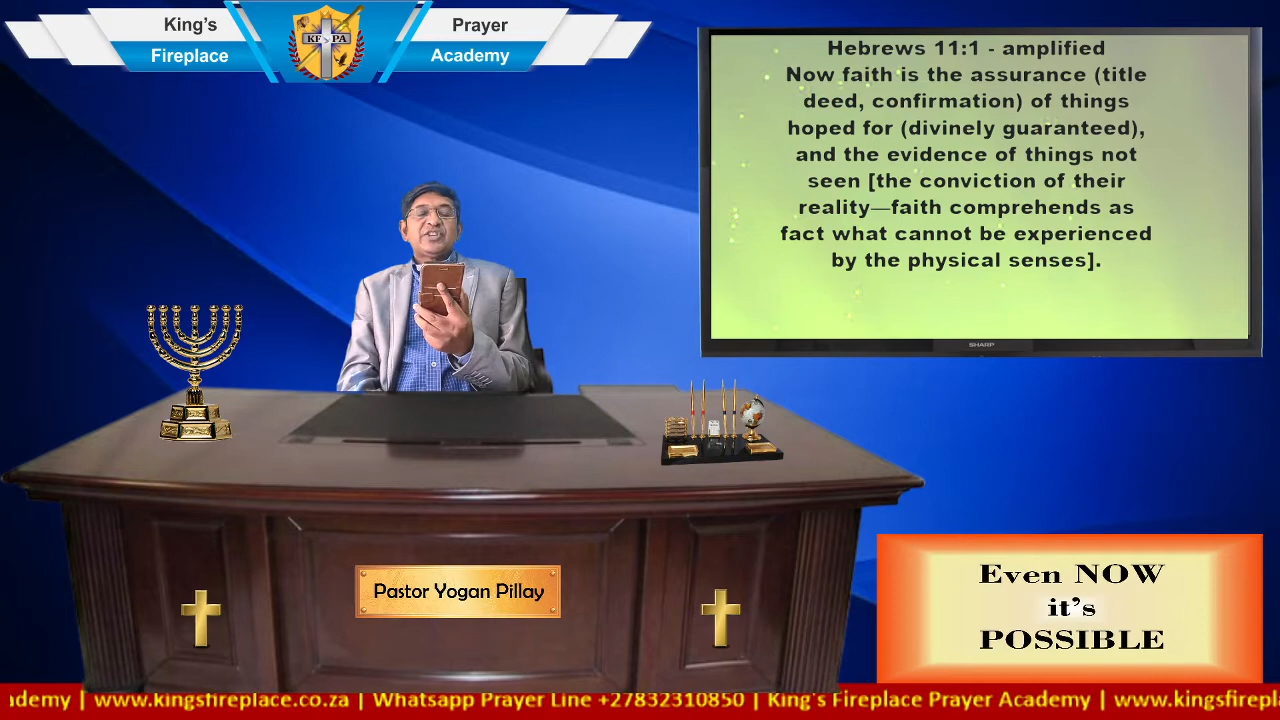 King's
Fireplace
KF PA
Prayer
Academy
Hebrews 11:1 - amplified
Now faith is the assurance (title
deed, confirmation) of things
hoped for (divinely guaranteed),
and the evidence of things not
seen [the conviction of their
reality—faith comprehends as
fact what cannot be experienced
by the physical senses].
SHARP
Pastor Yogan Pillay
Even NOW
it's
POSSIBLE
ademy | www.kingsfireplace.co.za | Whatsapp Prayer Line +27832310850 | King's Fireplace Prayer Academy | www.kingsfirepl